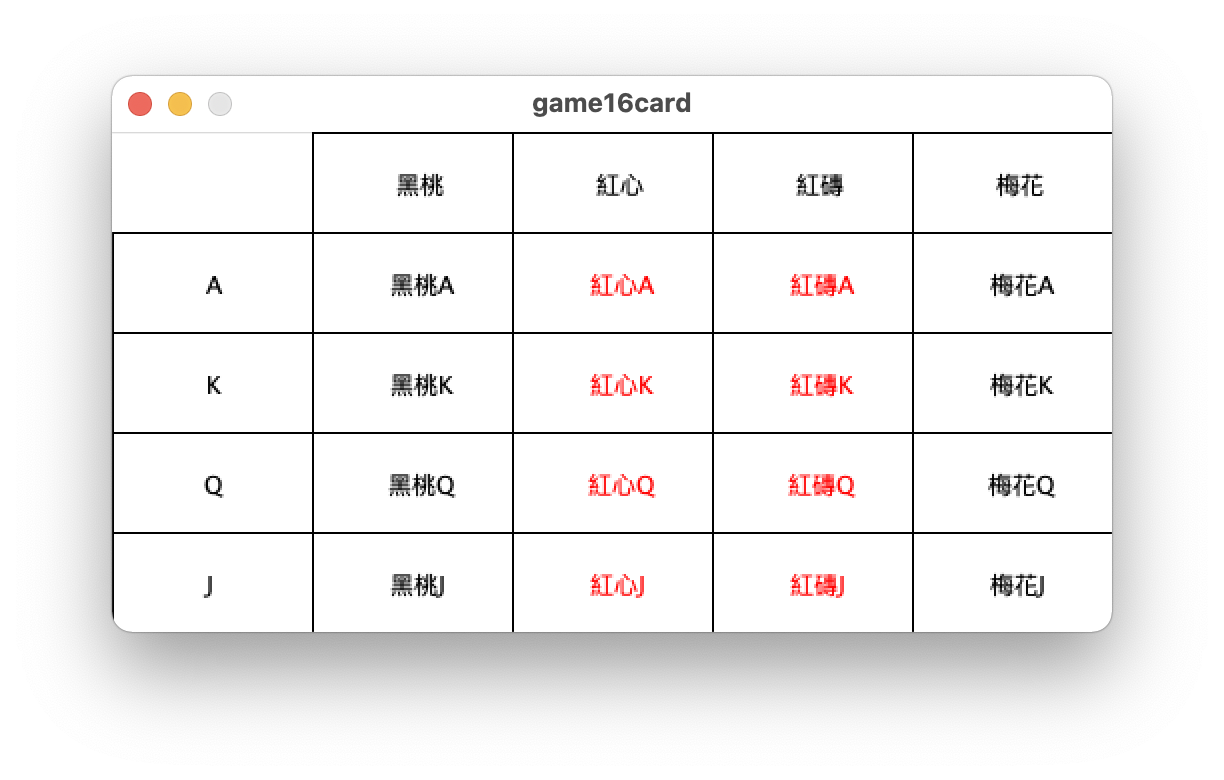 game16card
黑桃 紅心 紅磚 梅花
A 黑桃A 紅心A 紅磚A 梅花A
K 黑桃K 紅心K 紅磚K 梅花K
Q 黑桃Q 紅心Q 紅磚Q 梅花Q
J 黑桃J 紅心J 紅磚J 梅花J